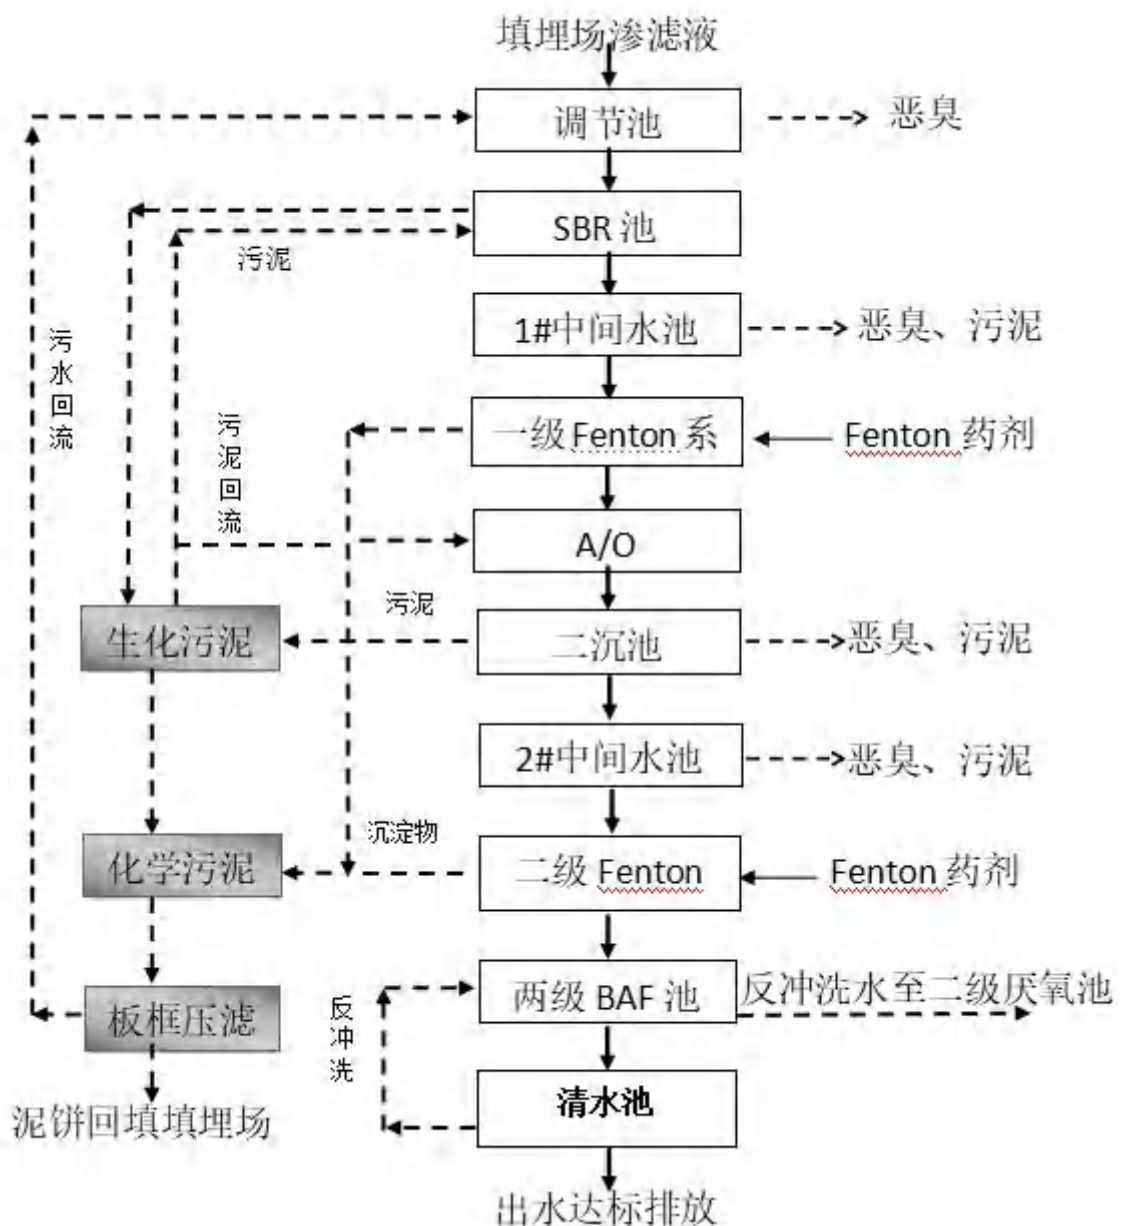 填埋场渗滤液
调节池
恶臭
SBR 池
污泥
1#中间水池
恶臭、污泥
污水回流
一级 Fenton 系
Fenton 药剂
污泥回流
A/O
污泥
生化污泥
二沉池
恶臭、污泥
2#中间水池
恶臭、污泥
沉淀物
化学污泥
二级 Fenton
Fenton 药剂
两级 BAF 池
反冲洗水至二级厌氧池
板框压滤
反冲洗
清水池
泥饼回填填埋场
出水达标排放